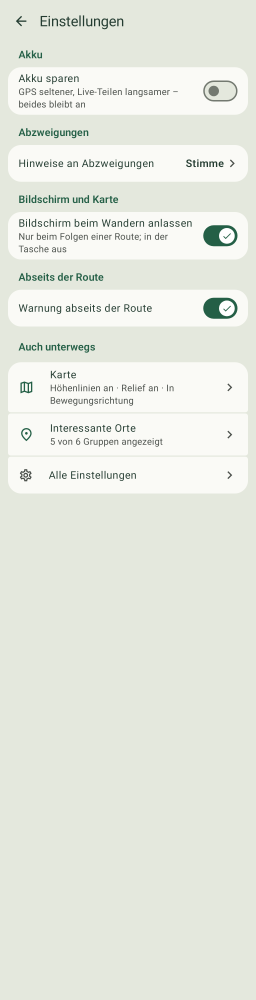 Einstellungen
Akku
Akku sparen
GPS seltener, Live-Teilen langsamer –
beides bleibt an
Abzweigungen
Hinweise an Abzweigungen Stimme
Bildschirm und Karte
Bildschirm beim Wandern anlassen
Nur beim Folgen einer Route; in der
Tasche aus
Abseits der Route
Warnung abseits der Route
Auch unterwegs
Karte
Höhenlinien an · Relief an · In
Bewegungsrichtung
Interessante Orte
5 von 6 Gruppen angezeigt
Alle Einstellungen